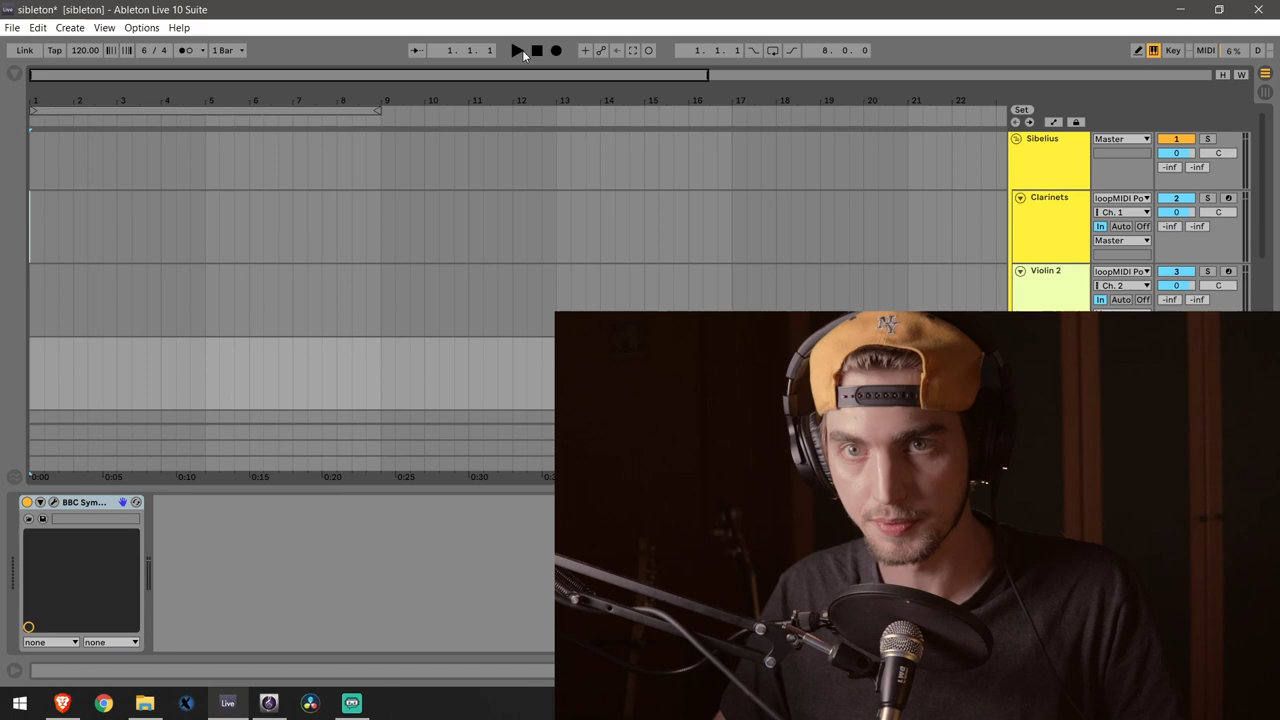 sibleton*  [sibleton] - Ableton Live 10 Suite
File Edit Create View Options Help
Link Tap 120.00 6 / 4 1 Bar 1. 1. 1 1. 1. 1 8. 0. 0 Key MIDI 6 % D
H W
1 2 3 4 5 6 7 8 9 10 11 12 13 14 15 16 17 18 19 20 21 22
Set
Sibelius Master 1 S
0 C
-inf -inf
Clarinets loopMIDI Po 2 S
Ch. 1 0 C
In Auto Off -inf -inf
Master
Violin 2 loopMIDI Po 3 S
Ch. 2 0 C
In Auto Off -inf -inf
0:00 0:05 0:10 0:15 0:20 0:25 0:30
BBC Sym...
none none
Live
NY